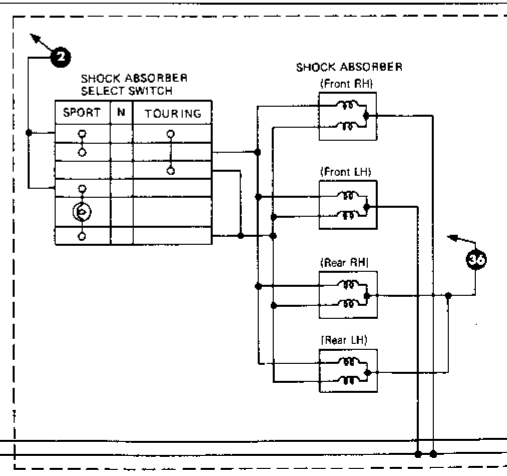 2
SHOCK ABSORBER
SELECT SWITCH
SPORT N TOURING
SHOCK ABSORBER
(Front RH)
(Front LH)
(Rear RH)
(Rear LH)
36